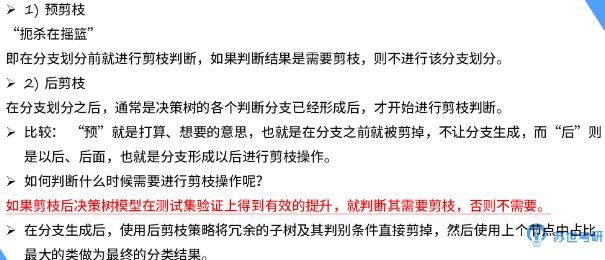 ➢ 1) 预剪枝
“扼杀在摇篮”
即在分支划分前就进行剪枝判断，如果判断结果是需要剪枝，则不进行该分支划分。
➢ 2) 后剪枝
在分支划分之后，通常是决策树的各个判断分支已经形成后，才开始进行剪枝判断。
➢ 比较： “预”就是打算、想要的意思，也就是在分支之前就被剪掉，不让分支生成，而“后”则
是以后、后面，也就是分支形成以后进行剪枝操作。
➢ 如何判断什么时候需要进行剪枝操作呢？
如果剪枝后决策树模型在测试集验证上得到有效的提升，就判断其需要剪枝，否则不需要。
➢ 在分支生成后，使用后剪枝策略将冗余的子树及其判别条件直接剪掉，然后使用上个节点中占比
最大的类做为最终的分类结果。
苏世考研